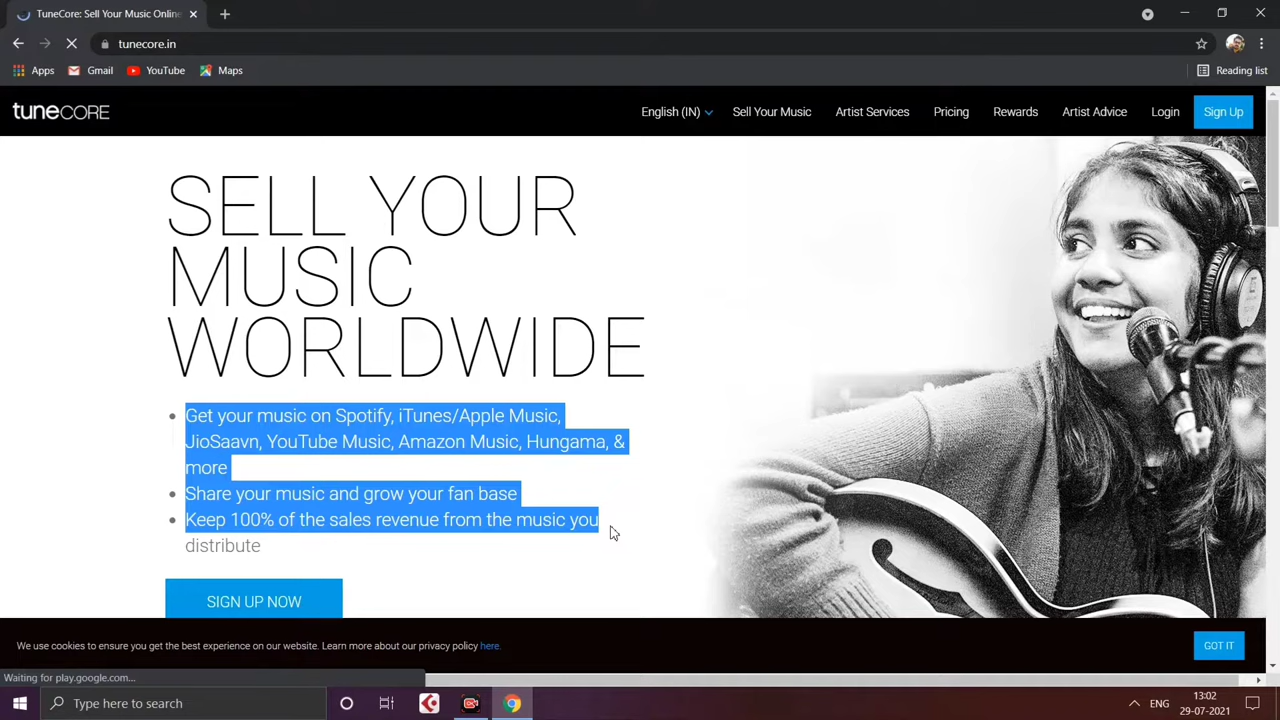 TuneCore: Sell Your Music Online
tunecore.in
Apps Gmail YouTube Maps Reading list
tuneCORE English (IN) Sell Your Music Artist Services Pricing Rewards Artist Advice Login Sign Up
SELL YOUR
MUSIC
WORLDWIDE
Get your music on Spotify, iTunes/Apple Music,
JioSaavn, YouTube Music, Amazon Music, Hungama, &
more
Share your music and grow your fan base
Keep 100% of the sales revenue from the music you
distribute
SIGN UP NOW
We use cookies to ensure you get the best experience on our website. Learn more about our privacy policy here. GOT IT
Waiting for play.google.com...
Type here to search ENG 13:02
29-07-2021